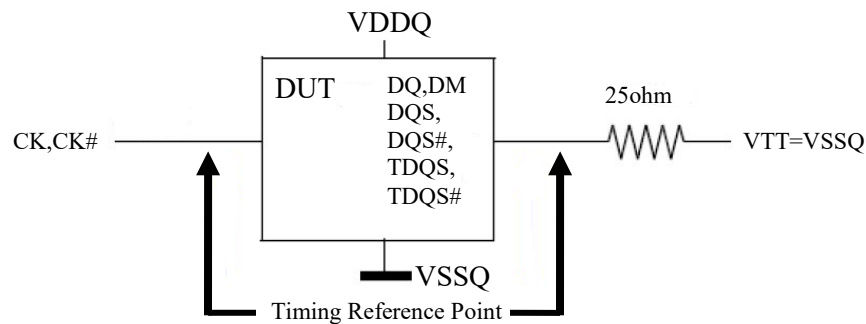 VDDQ
DUT
DQ,DM
DQS,
DQS#,
TDQS,
TDQS#
25ohm
CK,CK#
VTT=VSSQ
VSSQ
Timing Reference Point